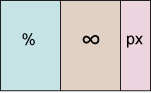 % ∞ px